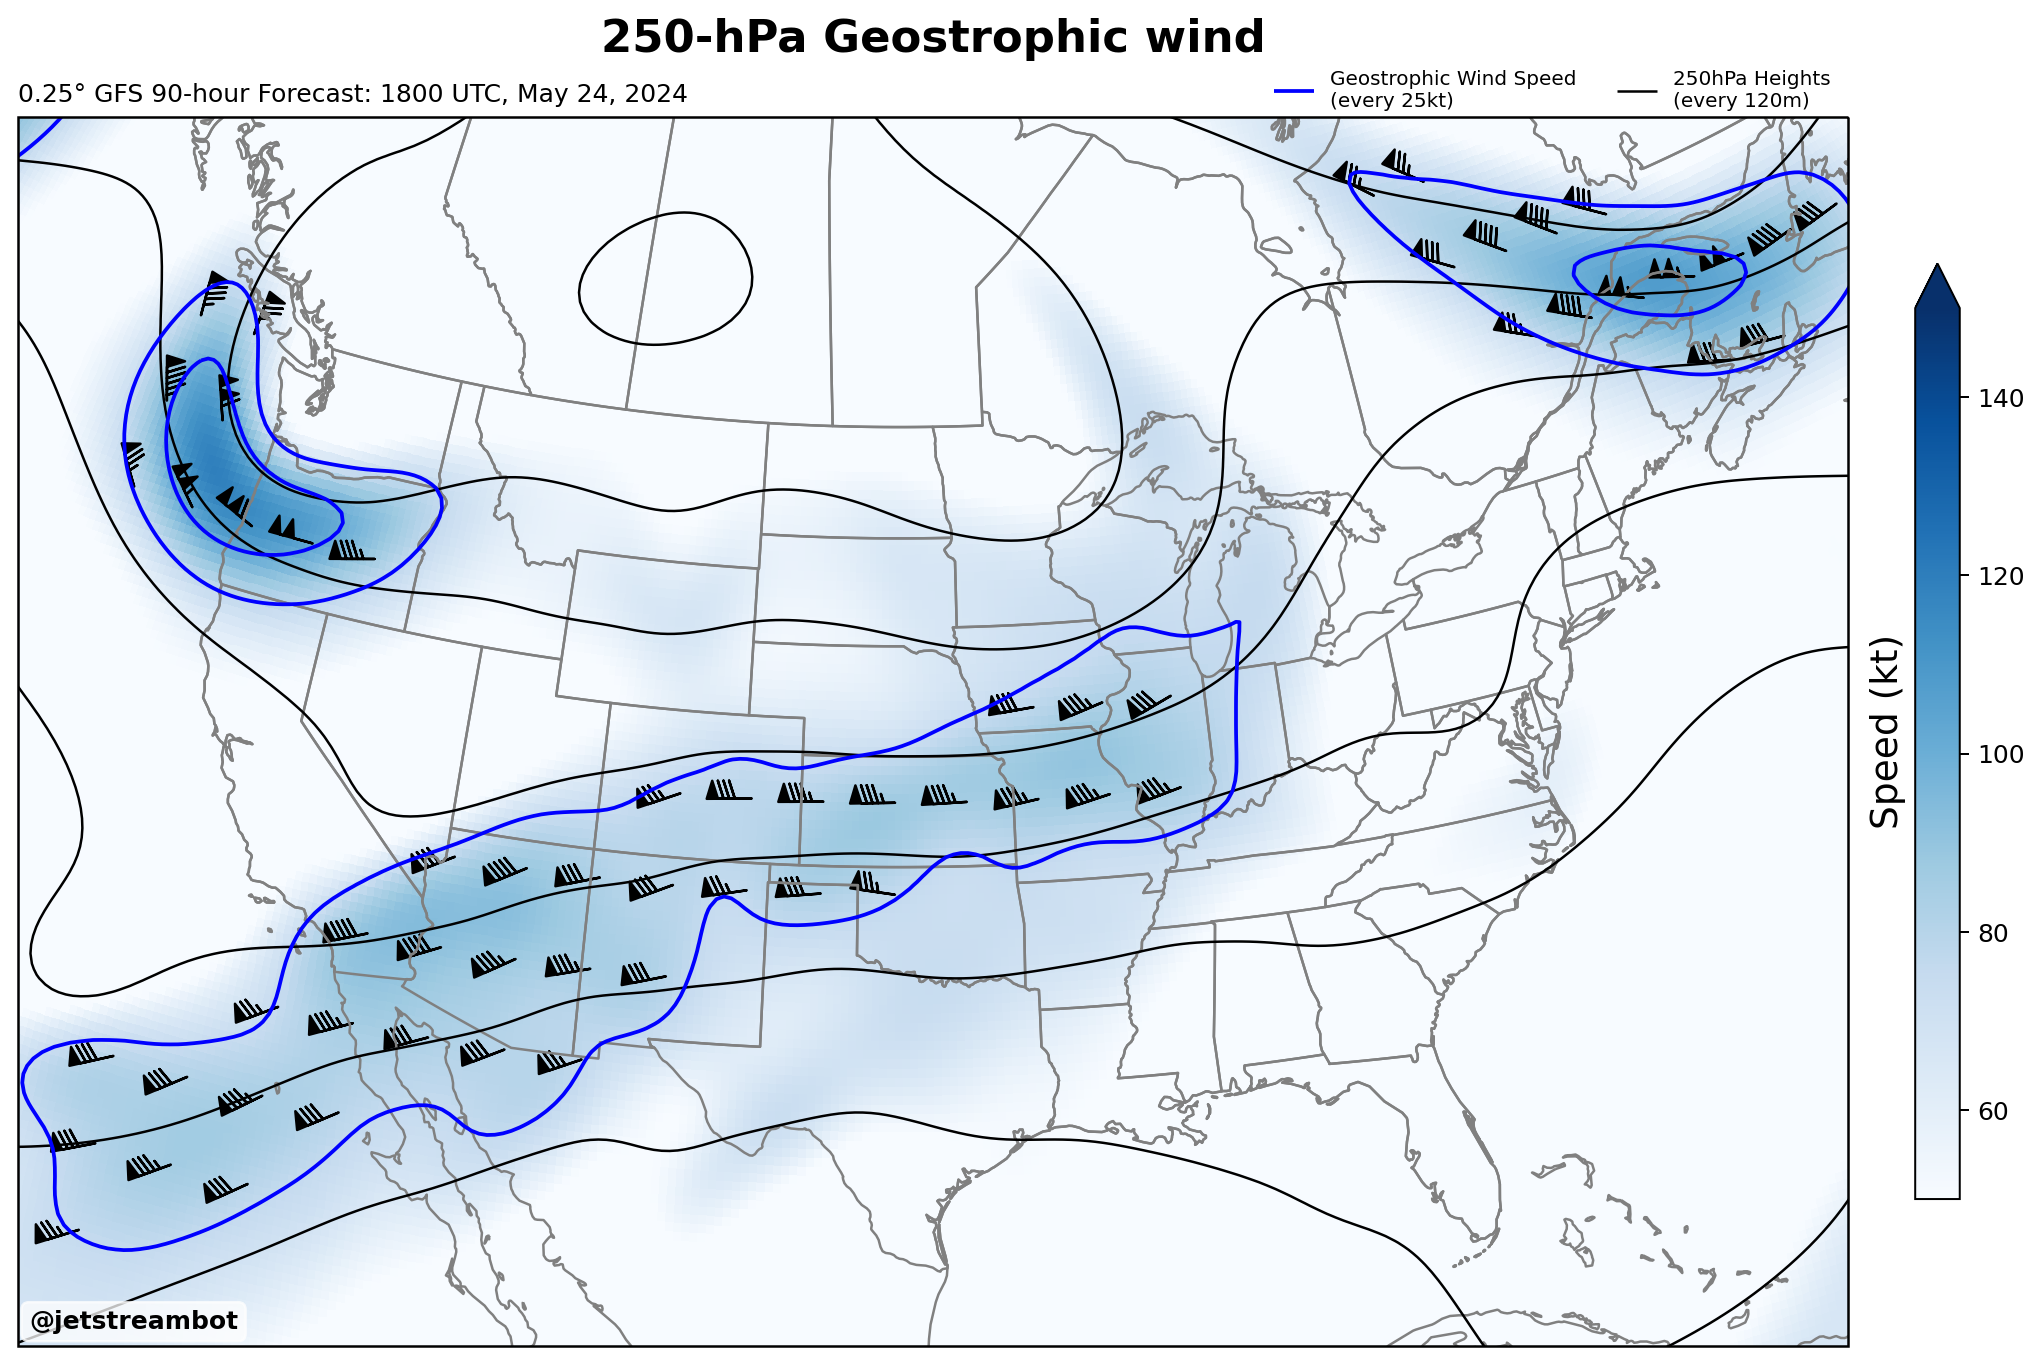 250-hPa Geostrophic wind
0.25° GFS 90-hour Forecast: 1800 UTC, May 24, 2024
Geostrophic Wind Speed
(every 25kt)
250hPa Heights
(every 120m)
140
120
100
80
60
Speed (kt)
@jetstreambot